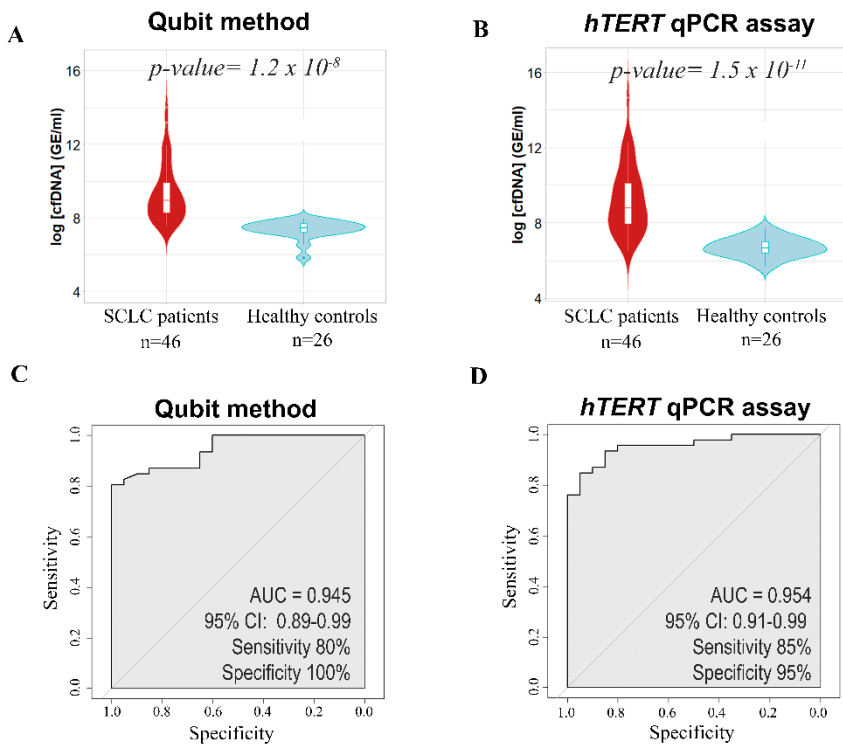 A
Qubit method
p-value= 1.2 x 10-8
log [cfDNA] (GE/ml)
16
12
8
4
SCLC patients
n=46
Healthy controls
n=26
B
hTERT qPCR assay
p-value= 1.5 x 10-11
log [cfDNA] (GE/ml)
16
12
8
4
SCLC patients
n=46
Healthy controls
n=26
C
Qubit method
Sensitivity
1.0
0.8
0.6
0.4
0.2
0.0
AUC = 0.945
95% CI: 0.89-0.99
Sensitivity 80%
Specificity 100%
1.0 0.8 0.6 0.4 0.2 0.0
Specificity
D
hTERT qPCR assay
Sensitivity
1.0
0.8
0.6
0.4
0.2
0.0
AUC = 0.954
95% CI: 0.91-0.99
Sensitivity 85%
Specificity 95%
1.0 0.8 0.6 0.4 0.2 0.0
Specificity